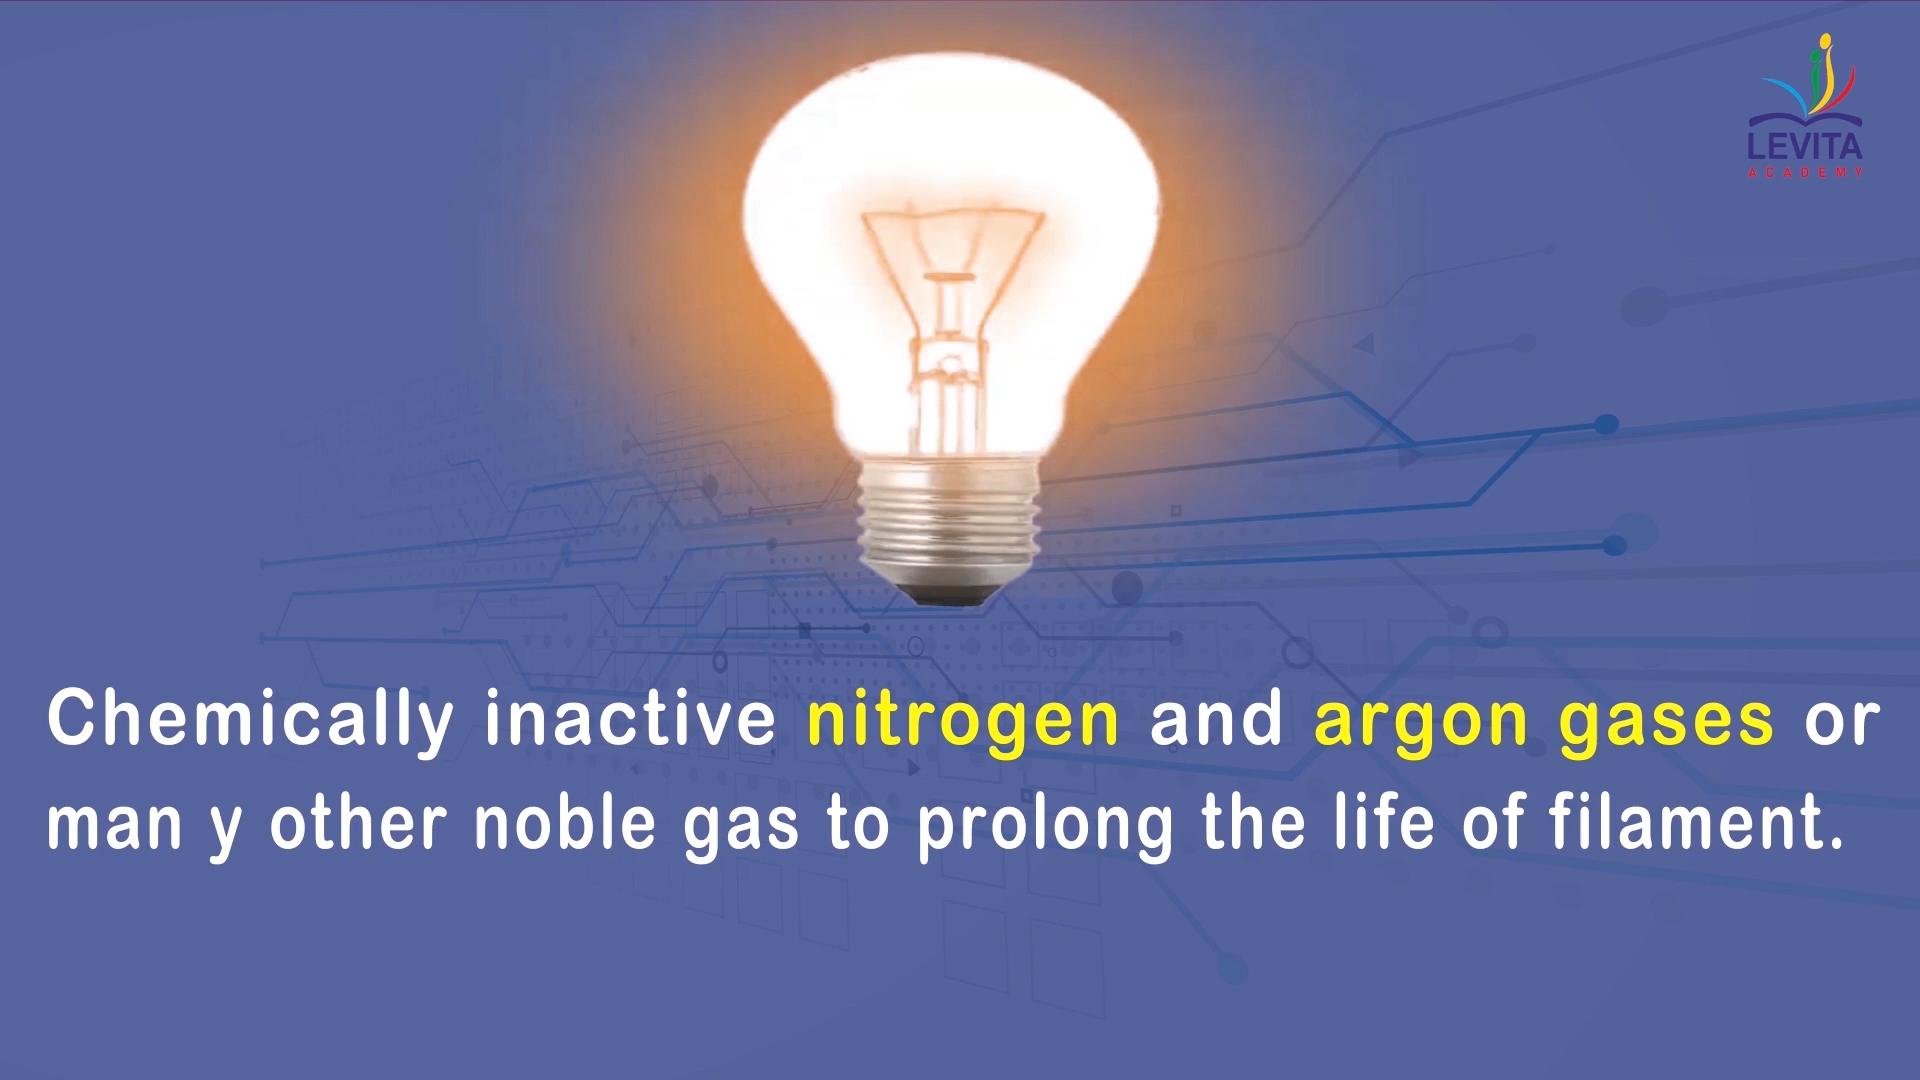 LEVITA
ACADEMY
Chemically inactive nitrogen and argon gases or
man y other noble gas to prolong the life of filament.